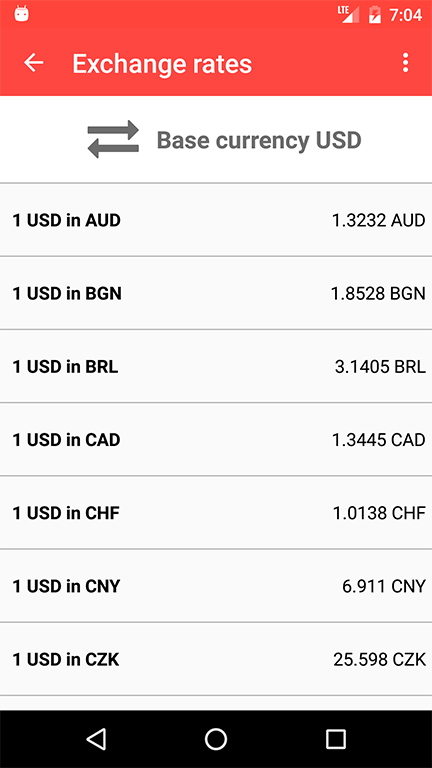 LTE 7:04
Exchange rates
Base currency USD
1 USD in AUD 1.3232 AUD
1 USD in BGN 1.8528 BGN
1 USD in BRL 3.1405 BRL
1 USD in CAD 1.3445 CAD
1 USD in CHF 1.0138 CHF
1 USD in CNY 6.911 CNY
1 USD in CZK 25.598 CZK